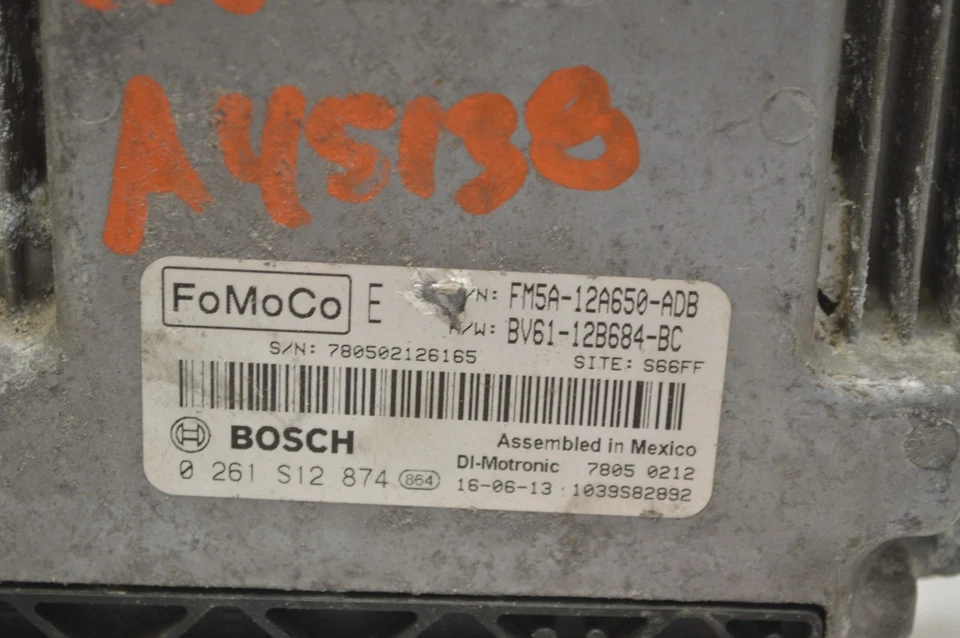 A45138
FoMoCo E /N: FM5A-12A650-ADB
/W: BV61-12B684-BC
S/N: 780502126165 SITE: S66FF
BOSCH Assembled in Mexico
DI-Motronic 7805 0212
0 261 S12 874 864 16-06-13 1039S82892